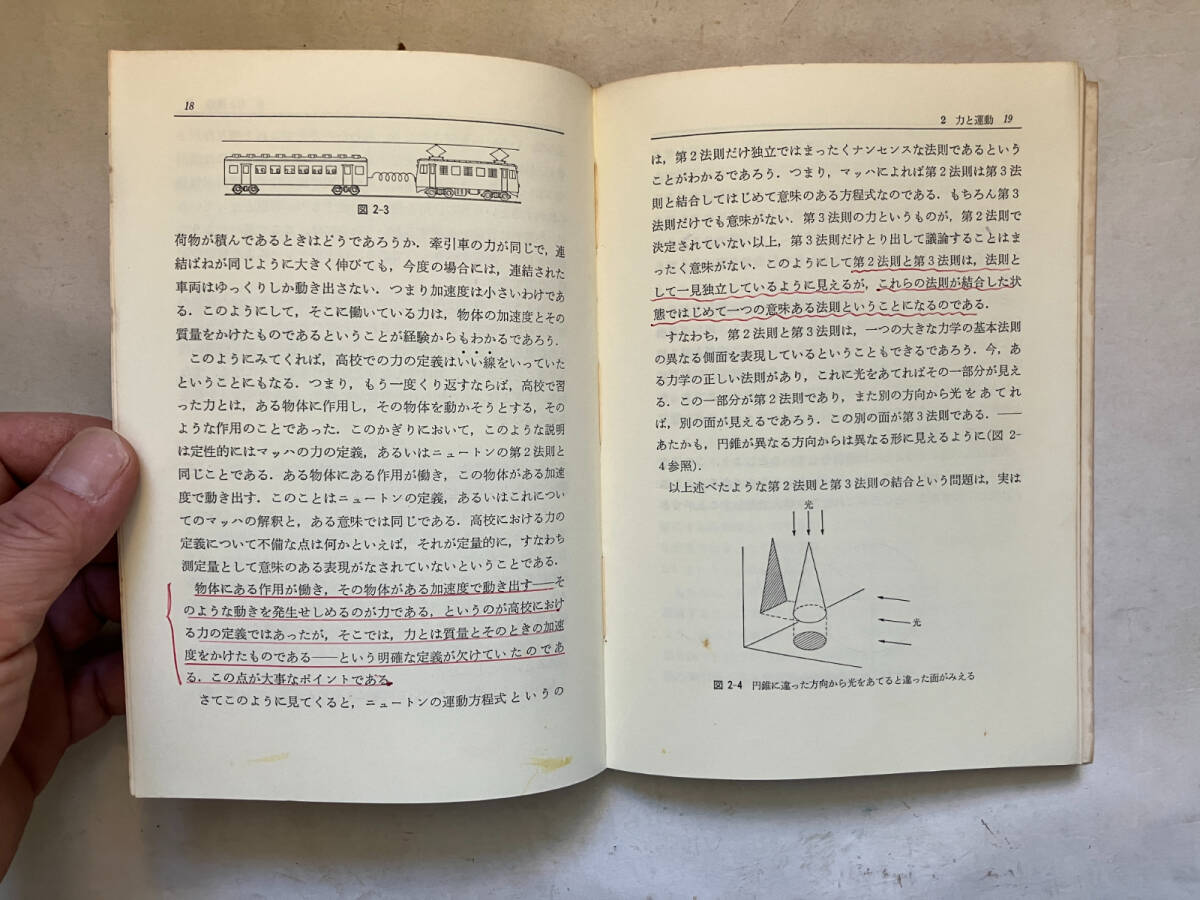 18
図 2-3
荷物が積んであるときはどうであろうか．牽引車の力が同じで，連
結ばねが同じように大きく伸びても，今度の場合には，連結された
車両はゆっくりしか動き出さない．つまり加速度は小さいわけであ
る．このようにして，そこに働いている力は，物体の加速度とその
質量をかけたものであるということが経験からもわかるであろう．
このようにみてくれば，高校での力の定義はいい線をいっていた
ということにもなる．つまり，もう一度くり返すならば，高校で習
った力とは，ある物体に作用し，その物体を動かそうとする，その
ような作用のことであった．このかぎりにおいて，このような説明
は定性的にはマッハの力の定義，あるいはニュートンの第2法則と
同じことである．ある物体にある作用が働き，この物体がある加速
度で動き出す．このことはニュートンの定義，あるいはこれについ
てのマッハの解釈と，ある意味では同じである．高校における力の
定義について不備な点は何かといえば，それが定量的に，すなわち
測定量として意味のある表現がなされていないということである．
物体にある作用が働き，その物体がある加速度で動き出す――そ
のような動きを発生せしめるのが力である，というのが高校におけ
る力の定義ではあったが，そこでは，力とは質量とそのときの加速
度をかけたものである――という明確な定義が欠けていたのであ
る．この点が大事なポイントである．
さてこのように見てくると，ニュートンの運動方程式というの
2 力と運動 19
は，第2法則だけ独立ではまったくナンセンスな法則であるという
ことがわかるであろう．つまり，マッハによれば第2法則は第3法
則と結合してはじめて意味のある方程式なのである．もちろん第3
法則だけでも意味がない．第3法則の力というものが，第2法則で
決定されていない以上，第3法則だけとり出して議論することはま
ったく意味がない．このようにして第2法則と第3法則は，法則と
して一見独立しているように見えるが，これらの法則が結合した状
態ではじめて一つの意味ある法則ということになるのである．
すなわち，第2法則と第3法則は，一つの大きな力学の基本法則
の異なる側面を表現しているということもできるであろう．今，あ
る力学の正しい法則があり，これに光をあてればその一部分が見え
る．この一部分が第2法則であり，また別の方向から光をあてれ
ば，別の面が見えるであろう．この別の面が第3法則である．――
あたかも，円錐が異なる方向からは異なる形に見えるように(図 2-
4参照)．
以上述べたような第2法則と第3法則の結合という問題は，実は
光
光
図 2-4 円錐に違った方向から光をあてると違った面がみえる